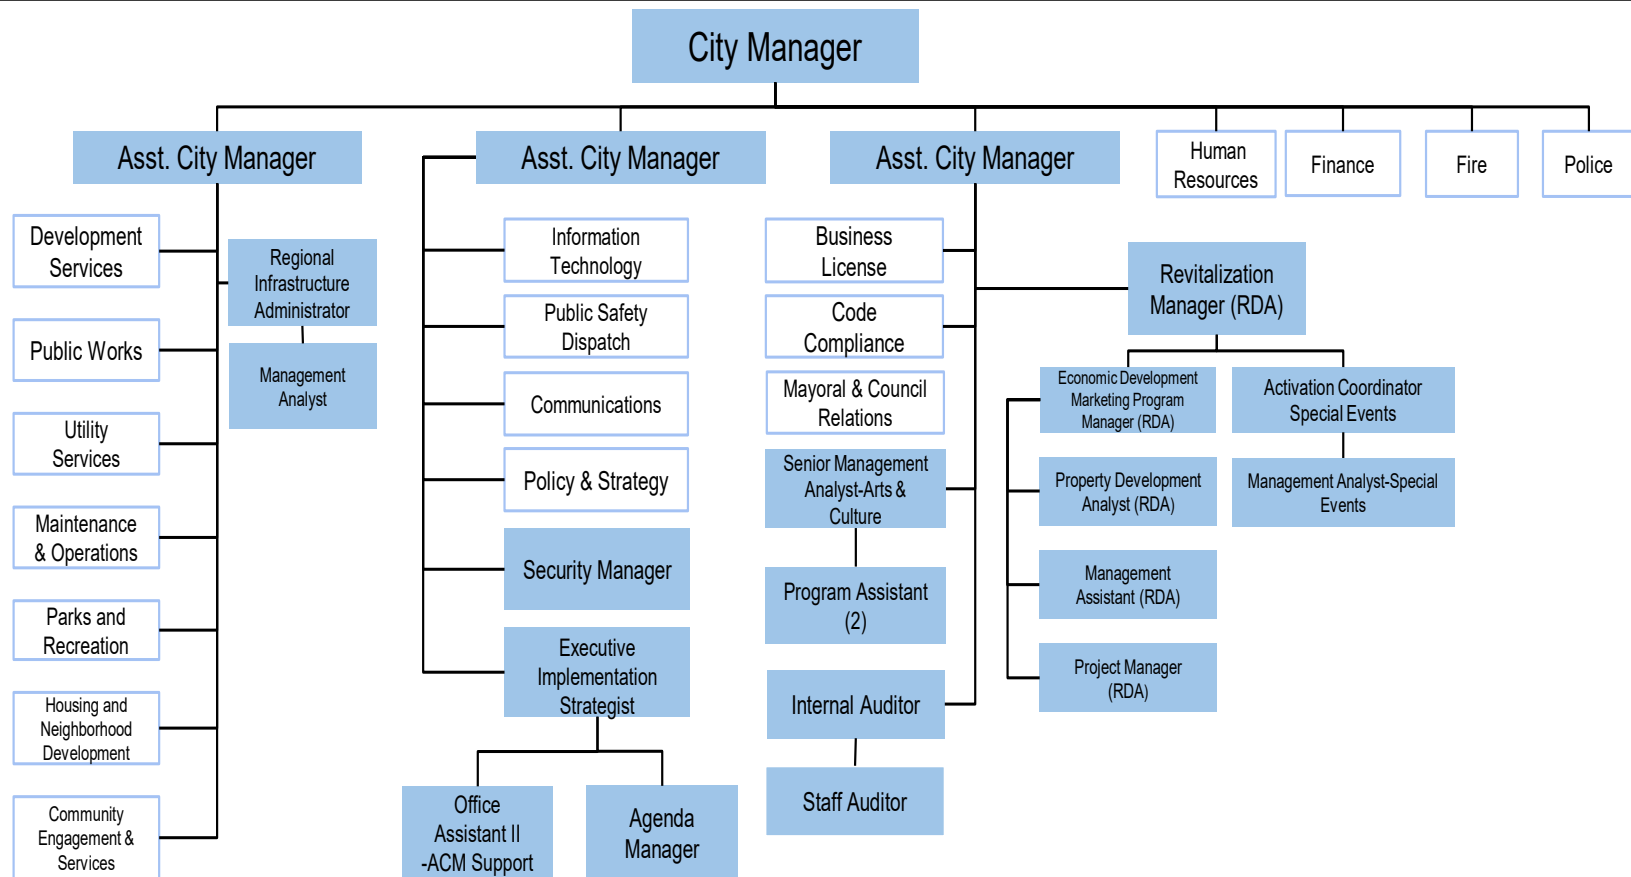 City Manager
Asst. City Manager
Asst. City Manager
Asst. City Manager
Human
Resources
Finance
Fire
Police
Development
Services
Public Works
Utility
Services
Maintenance
& Operations
Parks and
Recreation
Housing and
Neighborhood
Development
Community
Engagement &
Services
Regional
Infrastructure
Administrator
Management
Analyst
Information
Technology
Public Safety
Dispatch
Communications
Policy & Strategy
Security Manager
Executive
Implementation
Strategist
Office
Assistant II
-ACM Support
Agenda
Manager
Business
License
Code
Compliance
Mayoral & Council
Relations
Senior Management
Analyst-Arts &
Culture
Program Assistant
(2)
Internal Auditor
Staff Auditor
Revitalization
Manager (RDA)
Economic Development
Marketing Program
Manager (RDA)
Property Development
Analyst (RDA)
Management
Assistant (RDA)
Project Manager
(RDA)
Activation Coordinator
Special Events
Management Analyst-Special
Events